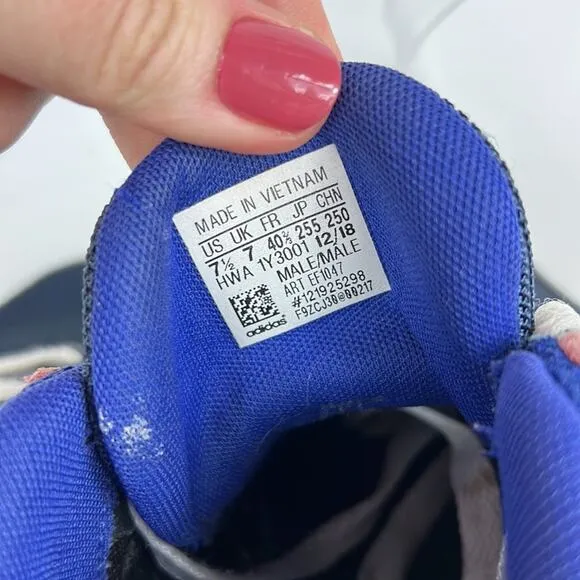 MADE IN VIETNAM
US UK FR JP CHN
7½ 7 40⅔ 255 250
HWA 1Y3001 12/18
MALE/MALE
ART EF1047
#121925298
F9ZCJ30@00217
adidas